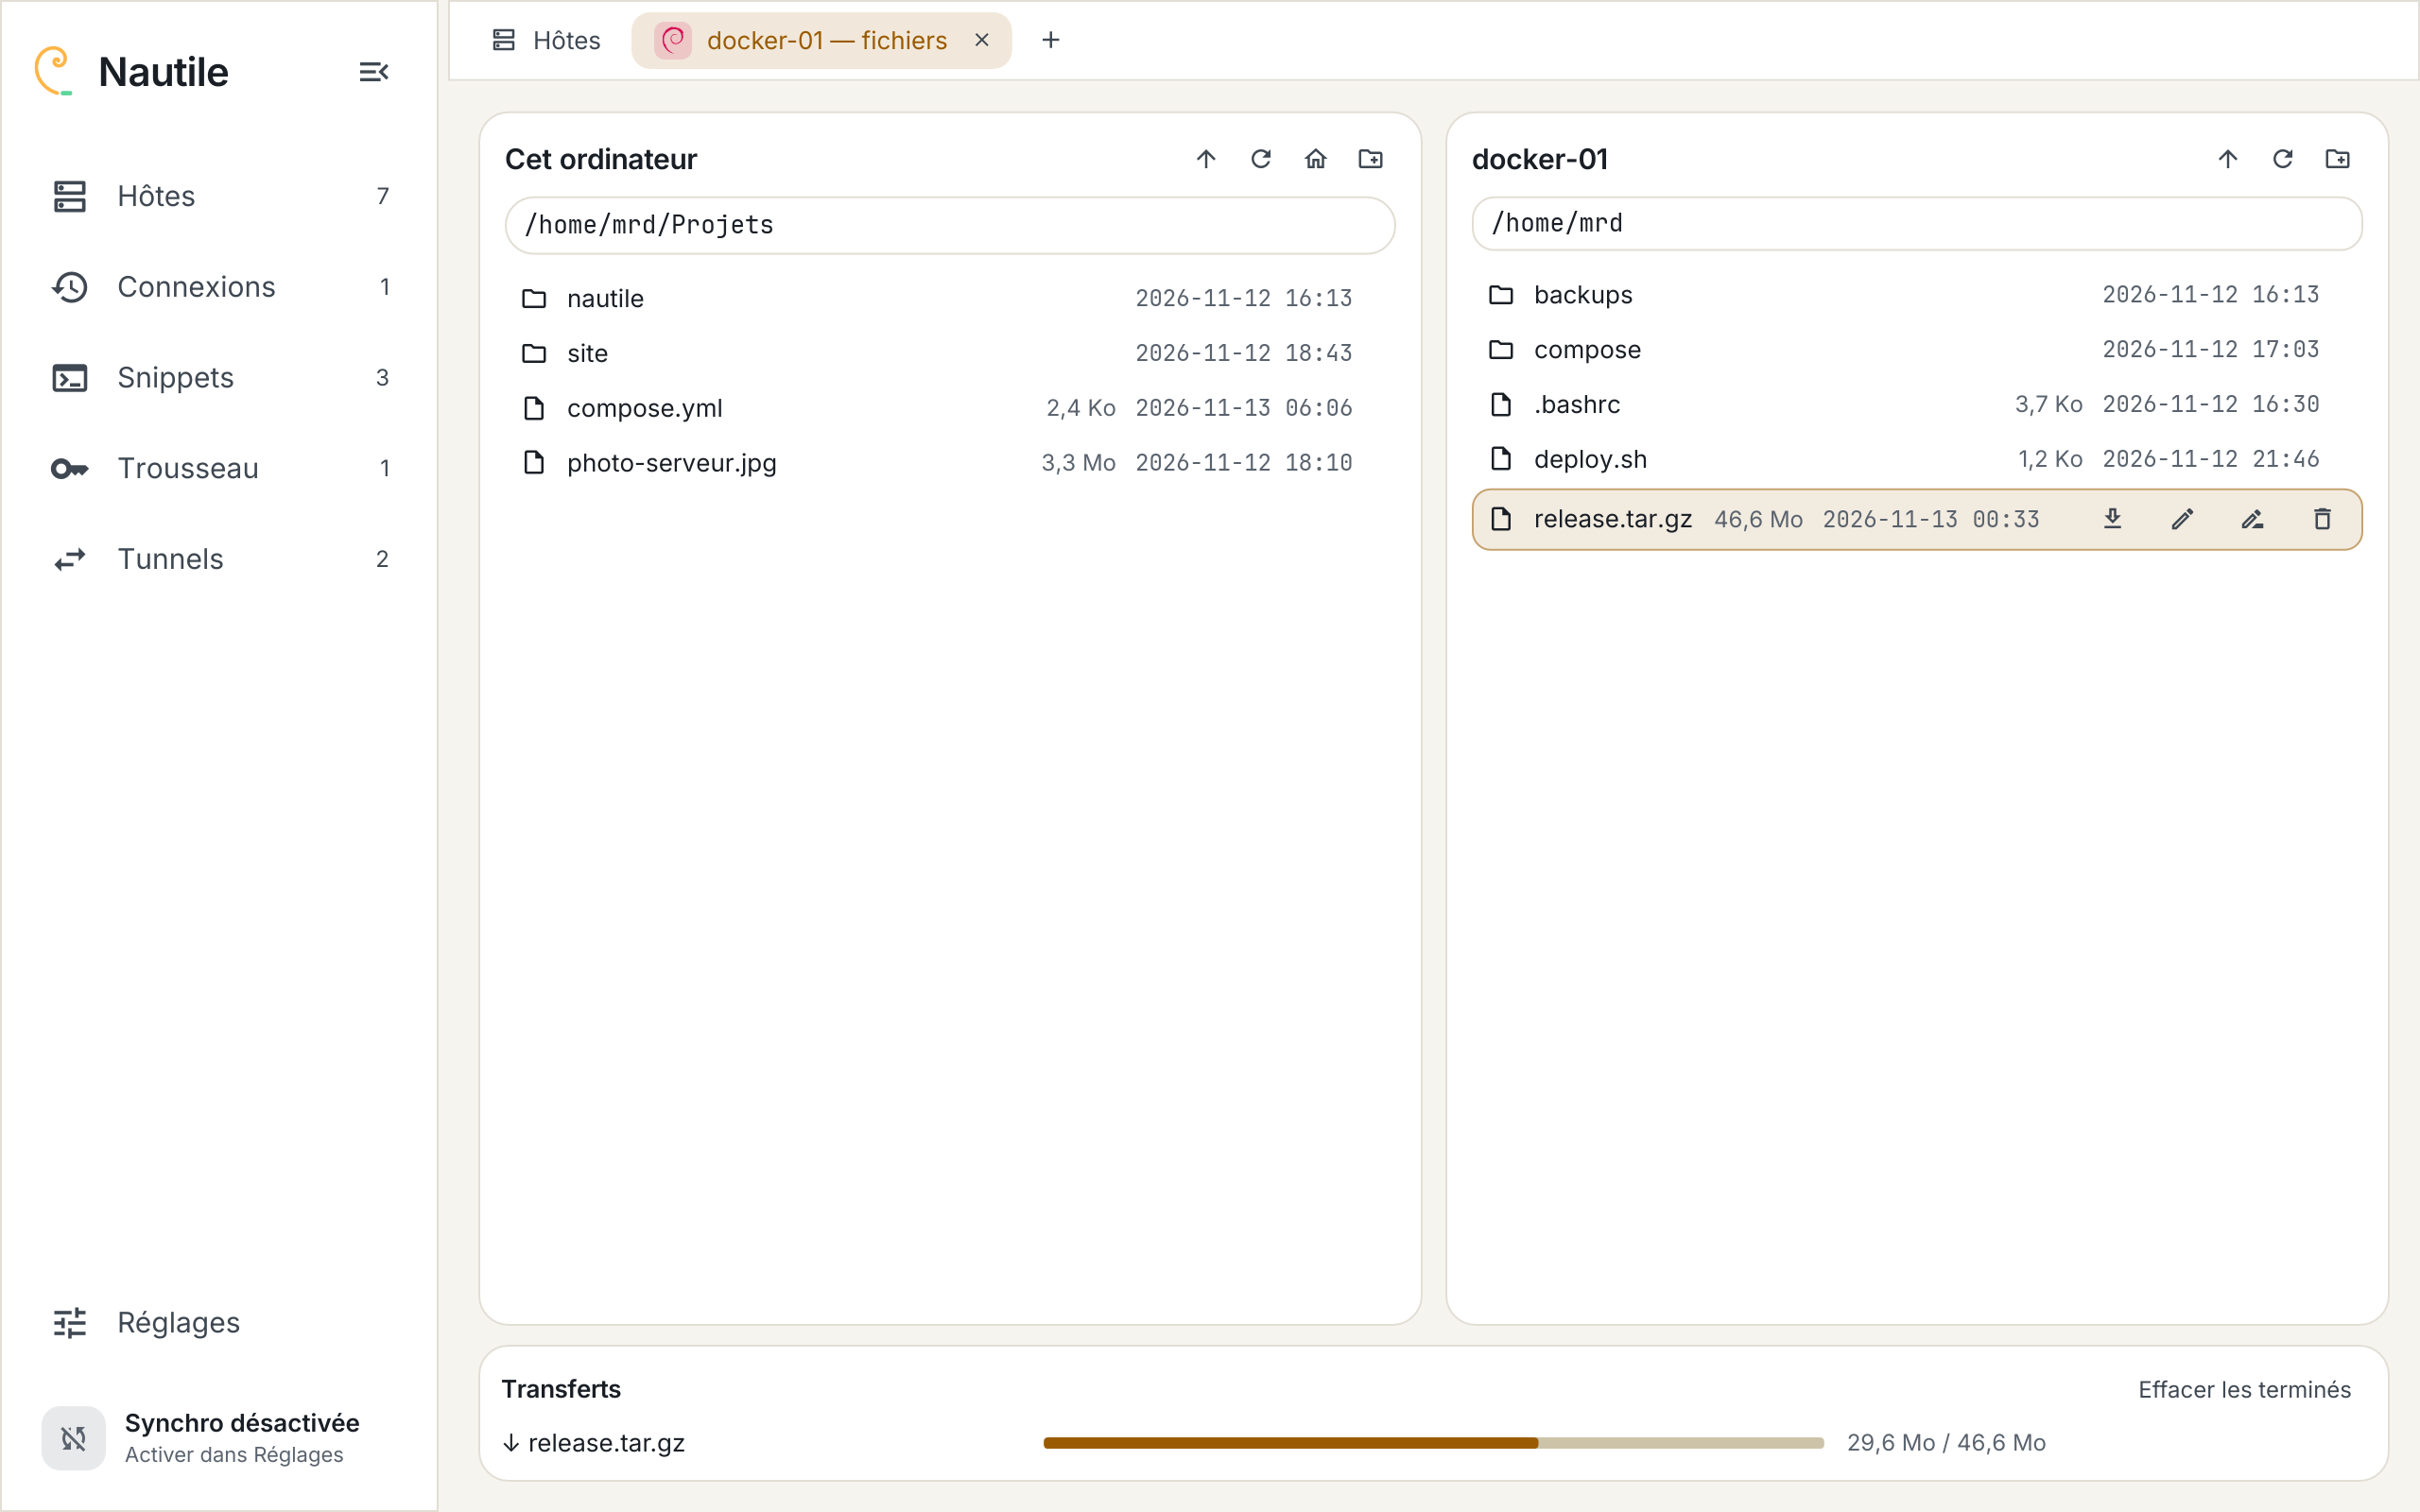 Nautile
Hôtes 7
Connexions 1
Snippets 3
Trousseau 1
Tunnels 2
Réglages
Synchro désactivée
Activer dans Réglages
Hôtes
docker-01 — fichiers
Cet ordinateur
/home/mrd/Projets
nautile 2026-11-12 16:13
site 2026-11-12 18:43
compose.yml 2,4 Ko 2026-11-13 06:06
photo-serveur.jpg 3,3 Mo 2026-11-12 18:10
docker-01
/home/mrd
backups 2026-11-12 16:13
compose 2026-11-12 17:03
.bashrc 3,7 Ko 2026-11-12 16:30
deploy.sh 1,2 Ko 2026-11-12 21:46
release.tar.gz 46,6 Mo 2026-11-13 00:33
Transferts
Effacer les terminés
↓ release.tar.gz
29,6 Mo / 46,6 Mo